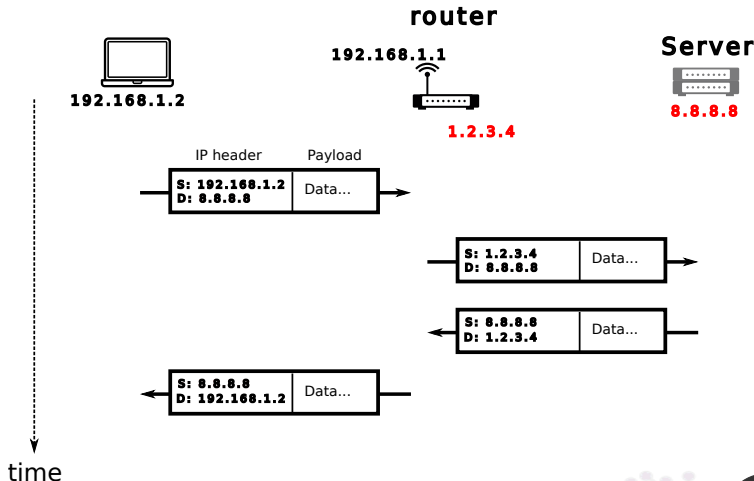 router
192.168.1.1
Server
192.168.1.2
8.8.8.8
1.2.3.4
IP header Payload
S: 192.168.1.2
D: 8.8.8.8
Data...
S: 1.2.3.4
D: 8.8.8.8
Data...
S: 8.8.8.8
D: 1.2.3.4
Data...
S: 8.8.8.8
D: 192.168.1.2
Data...
time